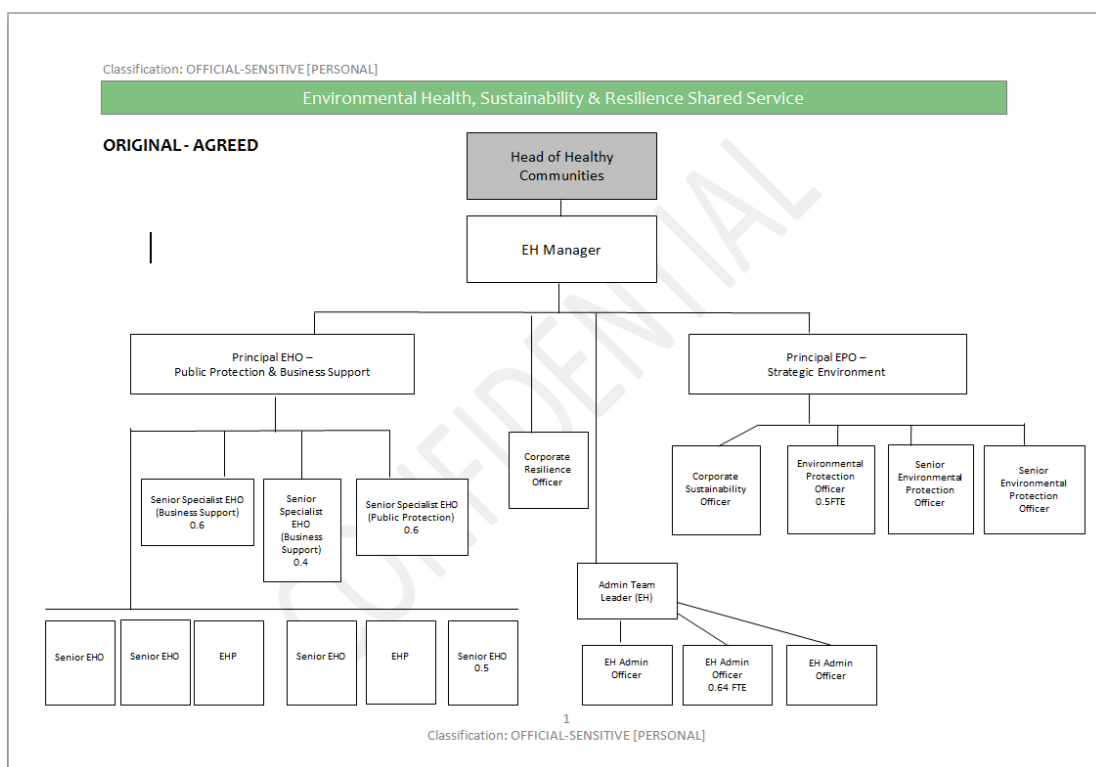 Classification: OFFICIAL-SENSITIVE [PERSONAL]
Environmental Health, Sustainability & Resilience Shared Service
ORIGINAL - AGREED
Head of Healthy
Communities
EH Manager
Principal EHO –
Public Protection & Business Support
Principal EPO –
Strategic Environment
Senior Specialist EHO
(Business Support)
0.6
Senior
Specialist
EHO
(Business
Support)
0.4
Senior Specialist EHO
(Public Protection)
0.6
Corporate
Resilience
Officer
Corporate
Sustainability
Officer
Environmental
Protection
Officer
0.5FTE
Senior
Environmental
Protection
Officer
Senior
Environmental
Protection
Officer
Admin Team
Leader (EH)
Senior EHO
Senior EHO
EHP
Senior EHO
EHP
Senior EHO
0.5
EH Admin
Officer
EH Admin
Officer
0.64 FTE
EH Admin
Officer
CONFIDENTIAL
1
Classification: OFFICIAL-SENSITIVE [PERSONAL]